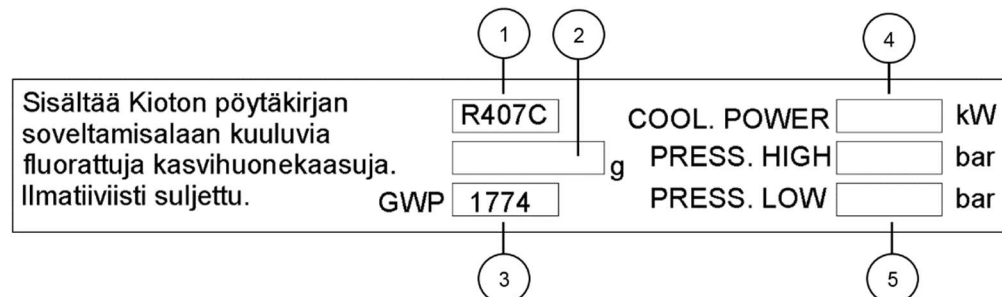 1 2 4
Sisältää Kioton pöytäkirjan
soveltamisalaan kuuluvia
fluorattuja kasvihuonekaasuja.
Ilmatiiviisti suljettu.
R407C
g
GWP 1774
COOL. POWER kW
PRESS. HIGH bar
PRESS. LOW bar
3 5